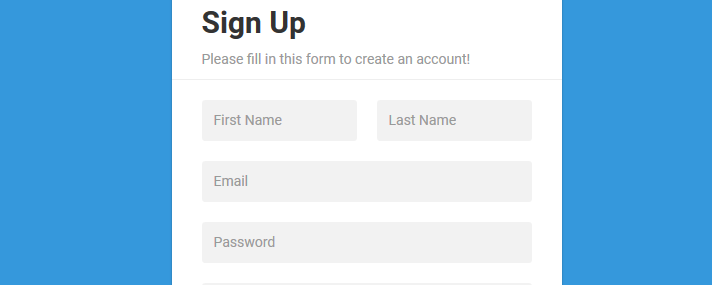 Sign Up
Please fill in this form to create an account!
First Name
Last Name
Email
Password